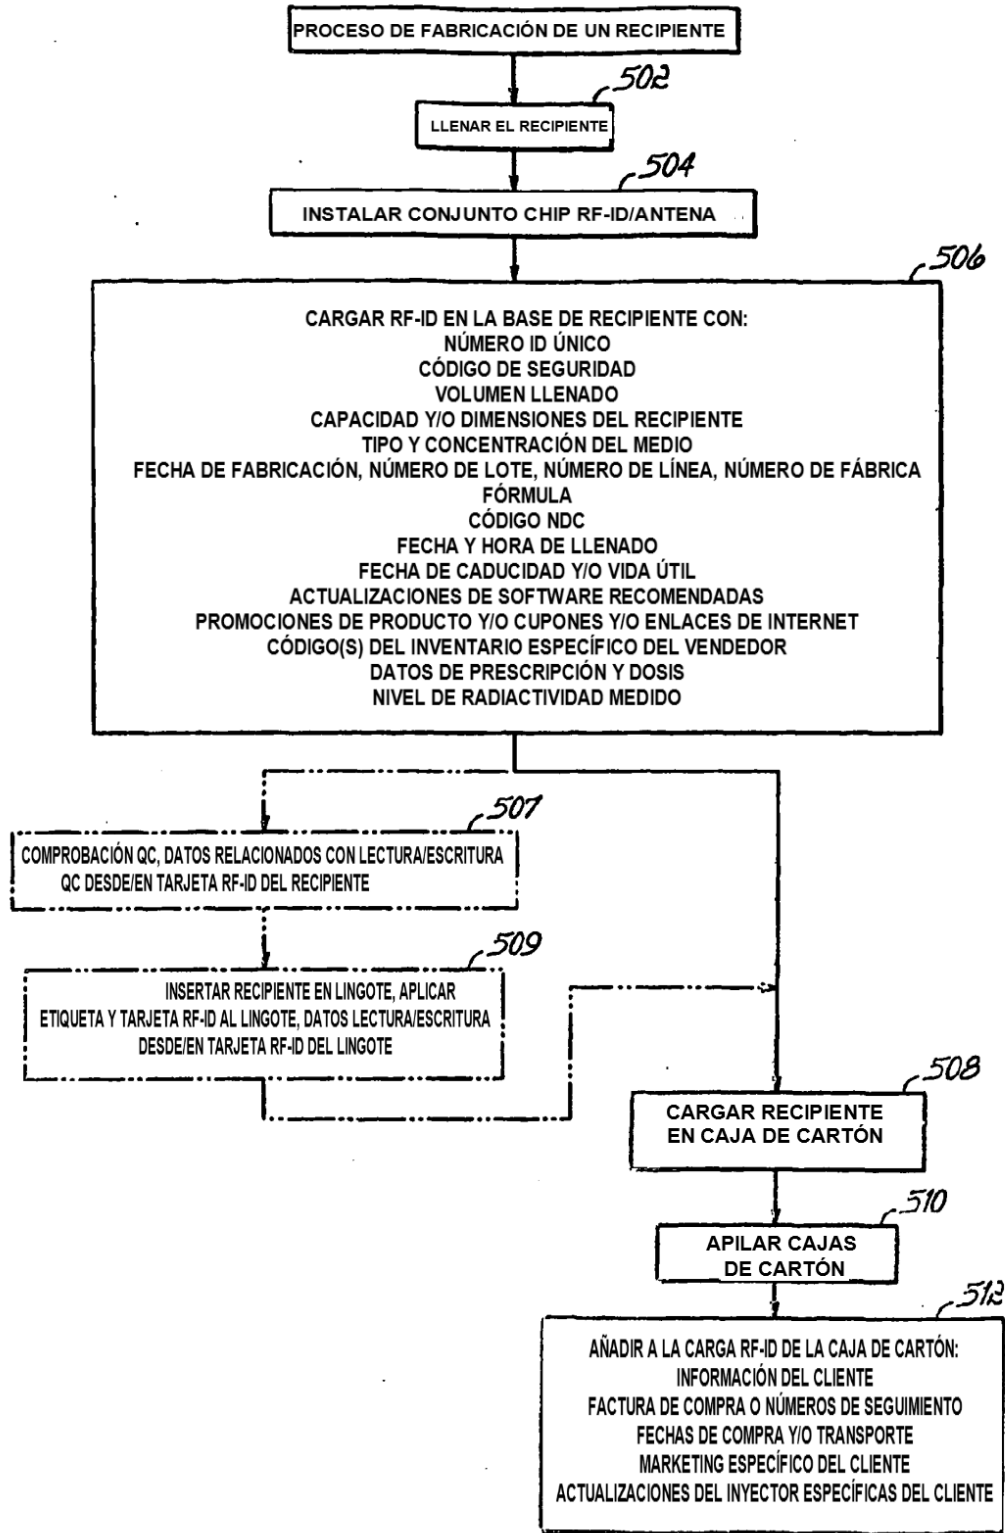 PROCESO DE FABRICACIÓN DE UN RECIPIENTE
502
LLENAR EL RECIPIENTE
504
INSTALAR CONJUNTO CHIP RF-ID/ANTENA
506
CARGAR RF-ID EN LA BASE DE RECIPIENTE CON:
NÚMERO ID ÚNICO
CÓDIGO DE SEGURIDAD
VOLUMEN LLENADO
CAPACIDAD Y/O DIMENSIONES DEL RECIPIENTE
TIPO Y CONCENTRACIÓN DEL MEDIO
FECHA DE FABRICACIÓN, NÚMERO DE LOTE, NÚMERO DE LÍNEA, NÚMERO DE FÁBRICA
FÓRMULA
CÓDIGO NDC
FECHA Y HORA DE LLENADO
FECHA DE CADUCIDAD Y/O VIDA ÚTIL
ACTUALIZACIONES DE SOFTWARE RECOMENDADAS
PROMOCIONES DE PRODUCTO Y/O CUPONES Y/O ENLACES DE INTERNET
CÓDIGO(S) DEL INVENTARIO ESPECÍFICO DEL VENDEDOR
DATOS DE PRESCRIPCIÓN Y DOSIS
NIVEL DE RADIACTIVIDAD MEDIDO
507
COMPROBACIÓN QC, DATOS RELACIONADOS CON LECTURA/ESCRITURA
QC DESDE/EN TARJETA RF-ID DEL RECIPIENTE
509
INSERTAR RECIPIENTE EN LINGOTE, APLICAR
ETIQUETA Y TARJETA RF-ID AL LINGOTE, DATOS LECTURA/ESCRITURA
DESDE/EN TARJETA RF-ID DEL LINGOTE
508
CARGAR RECIPIENTE
EN CAJA DE CARTÓN
510
APILAR CAJAS
DE CARTÓN
512
AÑADIR A LA CARGA RF-ID DE LA CAJA DE CARTÓN:
INFORMACIÓN DEL CLIENTE
FACTURA DE COMPRA O NÚMEROS DE SEGUIMIENTO
FECHAS DE COMPRA Y/O TRANSPORTE
MARKETING ESPECÍFICO DEL CLIENTE
ACTUALIZACIONES DEL INYECTOR ESPECÍFICAS DEL CLIENTE